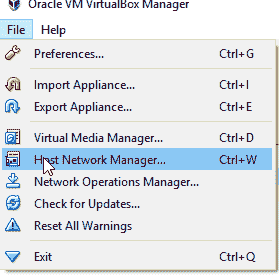 Oracle VM VirtualBox Manager
File Help
Preferences... Ctrl+G
Import Appliance... Ctrl+I
Export Appliance... Ctrl+E
Virtual Media Manager... Ctrl+D
Host Network Manager... Ctrl+W
Network Operations Manager...
Check for Updates...
Reset All Warnings
Exit Ctrl+Q